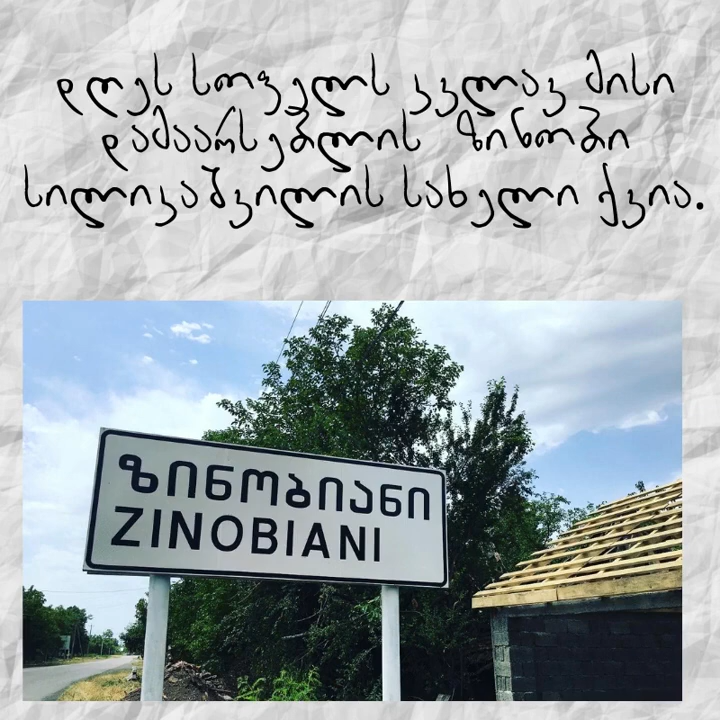 დღეს სოფელს კვლავ მისი
დამაარსებლის ზინობი
სილიკაშვილის სახელი ქვია.
ზინობიანი
ZINOBIANI